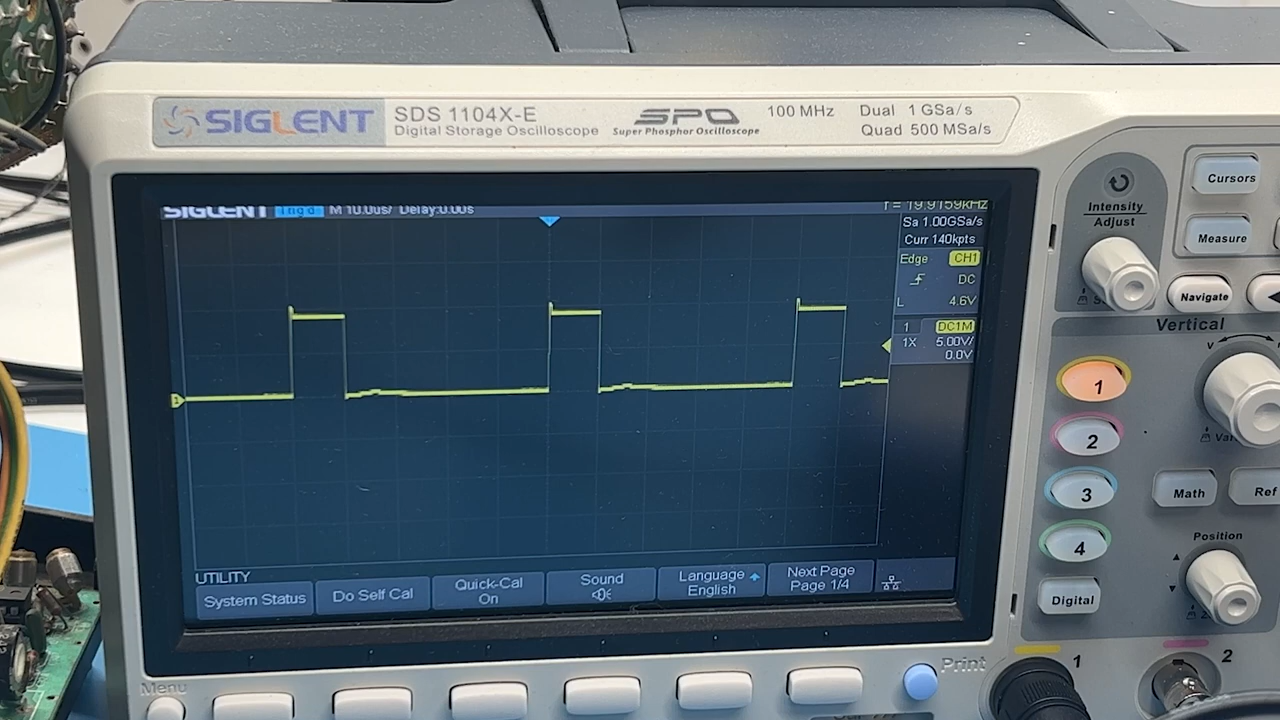 SIGLENT
SDS 1104X-E
Digital Storage Oscilloscope
SPO
Super Phosphor Oscilloscope
100 MHz
Dual 1 GSa/s
Quad 500 MSa/s
SIGLENT Trig'd M 10.0us/ Delay:0.00s
f = 19.9159kHz
Sa 1.00GSa/s
Curr 140kpts
Edge CH1
DC
L 4.6V
1 DC1M
1X 5.00V/
0.0V
UTILITY
System Status
Do Self Cal
Quick-Cal
On
Sound
Language
English
Next Page
Page 1/4
Intensity
Adjust
Cursors
Measure
Navigate
Vertical
V
1
2
3
4
Math
Ref
Position
Digital
Menu
Print
1
2